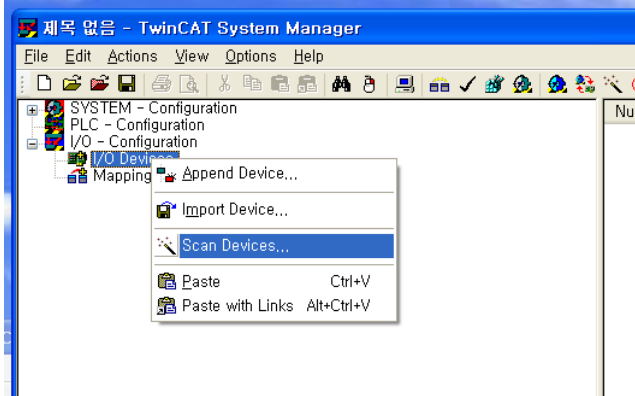 제목 없음 - TwinCAT System Manager
File Edit Actions View Options Help
SYSTEM - Configuration
PLC - Configuration
I/O - Configuration
I/O Devices
Mapping
Append Device...
Import Device...
Scan Devices...
Paste Ctrl+V
Paste with Links Alt+Ctrl+V
Nu